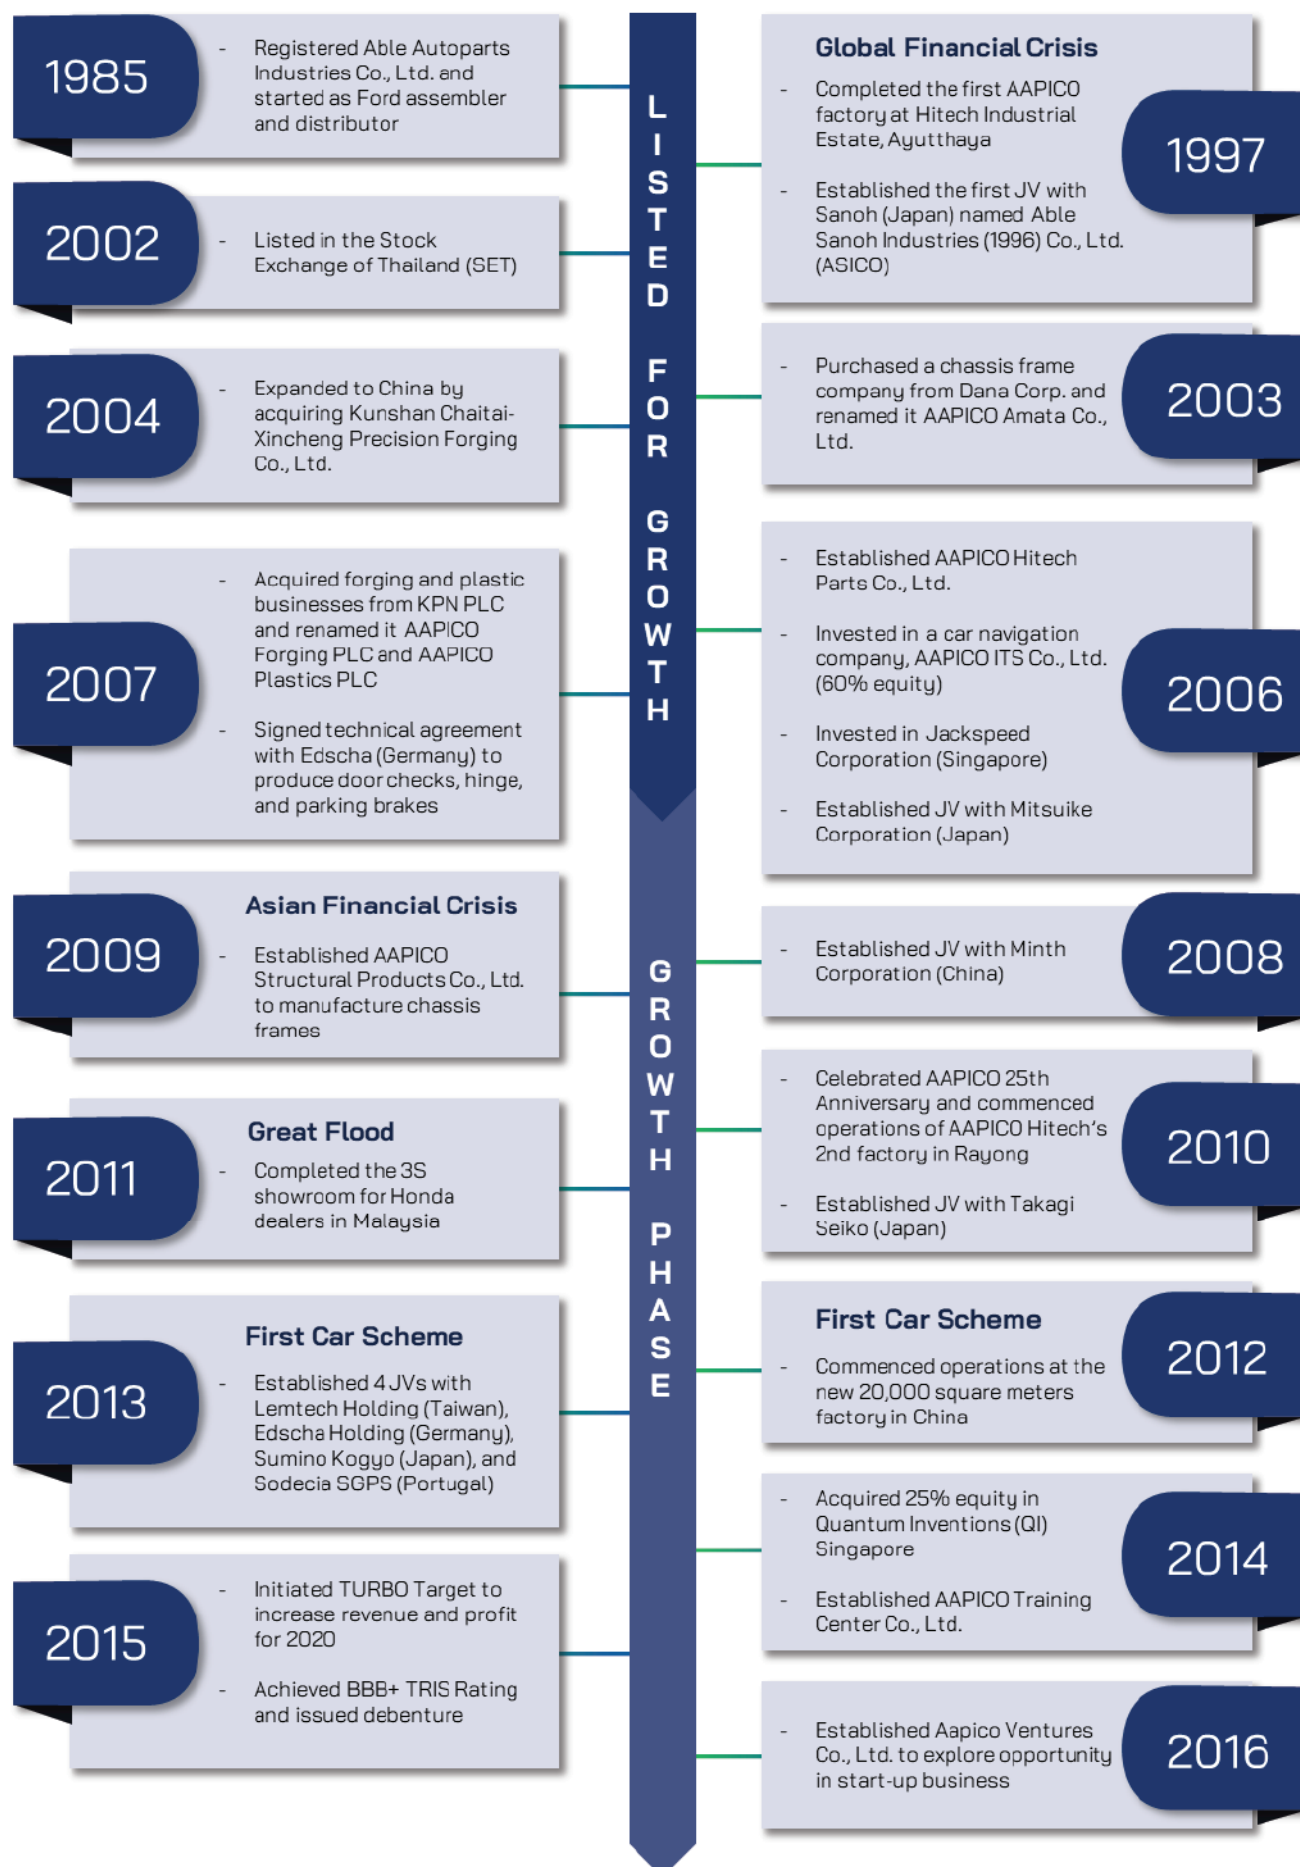 1985
- Registered Able Autoparts
Industries Co., Ltd. and
started as Ford assembler
and distributor
Global Financial Crisis
- Completed the first AAPICO
factory at Hitech Industrial
Estate, Ayutthaya
- Established the first JV with
Sanoh (Japan) named Able
Sanoh Industries (1996) Co., Ltd.
(ASICO)
1997
2002
- Listed in the Stock
Exchange of Thailand (SET)
- Purchased a chassis frame
company from Dana Corp. and
renamed it AAPICO Amata Co.,
Ltd.
2003
2004
- Expanded to China by
acquiring Kunshan Chaitai-
Xincheng Precision Forging
Co., Ltd.
- Established AAPICO Hitech
Parts Co., Ltd.
- Invested in a car navigation
company, AAPICO ITS Co., Ltd.
(60% equity)
- Invested in Jackspeed
Corporation (Singapore)
- Established JV with Mitsuike
Corporation (Japan)
2006
2007
- Acquired forging and plastic
businesses from KPN PLC
and renamed it AAPICO
Forging PLC and AAPICO
Plastics PLC
- Signed technical agreement
with Edscha (Germany) to
produce door checks, hinge,
and parking brakes
LISTED FOR GROWTH
- Established JV with Minth
Corporation (China)
2008
Asian Financial Crisis
2009
- Established AAPICO
Structural Products Co., Ltd.
to manufacture chassis
frames
- Celebrated AAPICO 25th
Anniversary and commenced
operations of AAPICO Hitech's
2nd factory in Rayong
- Established JV with Takagi
Seiko (Japan)
2010
Great Flood
2011
- Completed the 3S
showroom for Honda
dealers in Malaysia
First Car Scheme
- Commenced operations at the
new 20,000 square meters
factory in China
2012
First Car Scheme
2013
- Established 4 JVs with
Lemtech Holding (Taiwan),
Edscha Holding (Germany),
Sumino Kogyo (Japan), and
Sodecia SGPS (Portugal)
- Acquired 25% equity in
Quantum Inventions (QI)
Singapore
- Established AAPICO Training
Center Co., Ltd.
2014
2015
- Initiated TURBO Target to
increase revenue and profit
for 2020
- Achieved BBB+ TRIS Rating
and issued debenture
- Established Aapico Ventures
Co., Ltd. to explore opportunity
in start-up business
2016
GROWTH PHASE